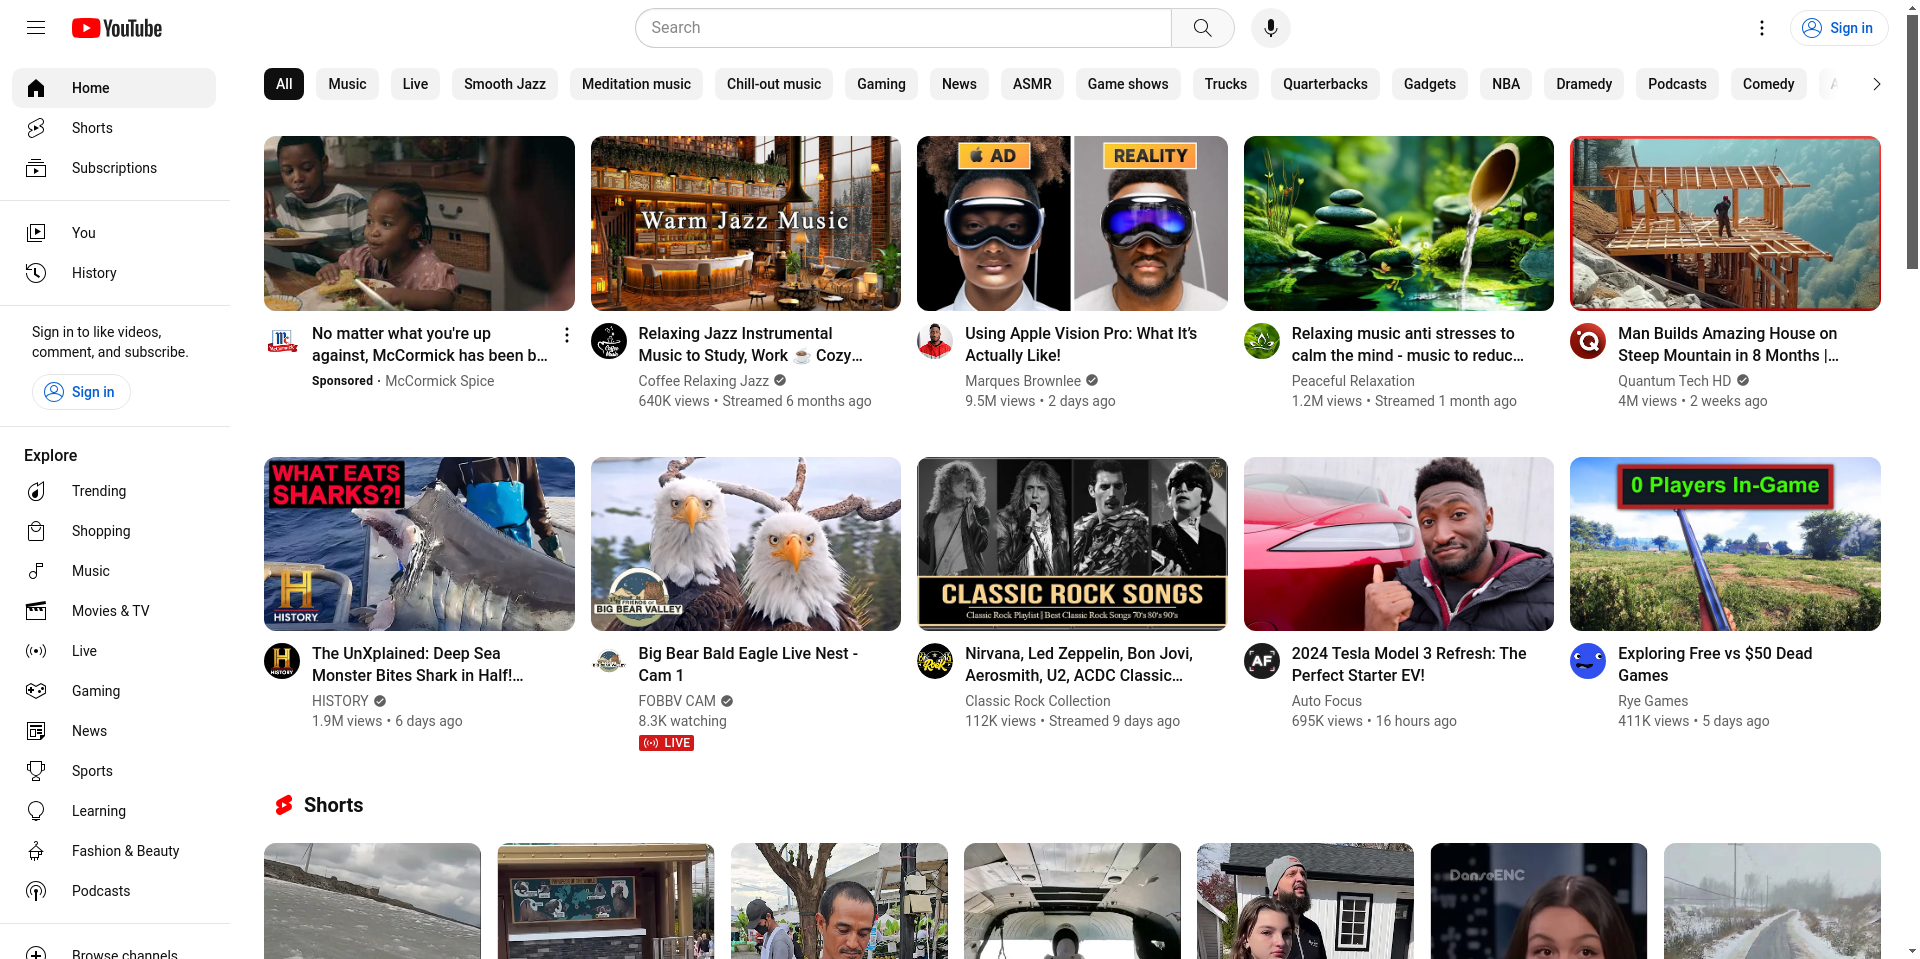 YouTube
Search
Sign in
Home
Shorts
Subscriptions
You
History
Sign in to like videos,
comment, and subscribe.
Sign in
Explore
Trending
Shopping
Music
Movies & TV
Live
Gaming
News
Sports
Learning
Fashion & Beauty
Podcasts
Browse channels
All
Music
Live
Smooth Jazz
Meditation music
Chill-out music
Gaming
News
ASMR
Game shows
Trucks
Quarterbacks
Gadgets
NBA
Dramedy
Podcasts
Comedy
A
McCormick
No matter what you're up
against, McCormick has been b...
Sponsored · McCormick Spice
Warm Jazz Music
Relaxing Jazz Instrumental
Music to Study, Work ☕ Cozy...
Coffee Relaxing Jazz
640K views • Streamed 6 months ago
AD
REALITY
Using Apple Vision Pro: What It's
Actually Like!
Marques Brownlee
9.5M views • 2 days ago
Relaxing music anti stresses to
calm the mind - music to reduc...
Peaceful Relaxation
1.2M views • Streamed 1 month ago
Man Builds Amazing House on
Steep Mountain in 8 Months |...
Quantum Tech HD
4M views • 2 weeks ago
WHAT EATS
SHARKS?!
H
HISTORY
H
HISTORY
The UnXplained: Deep Sea
Monster Bites Shark in Half!...
HISTORY
1.9M views • 6 days ago
FRIENDS OF
BIG BEAR VALLEY
Big Bear Bald Eagle Live Nest -
Cam 1
FOBBV CAM
8.3K watching
LIVE
CLASSIC ROCK SONGS
Classic Rock Playlist | Best Classic Rock Songs 70's 80's 90's
Rock
Nirvana, Led Zeppelin, Bon Jovi,
Aerosmith, U2, ACDC Classic...
Classic Rock Collection
112K views • Streamed 9 days ago
AF
2024 Tesla Model 3 Refresh: The
Perfect Starter EV!
Auto Focus
695K views • 16 hours ago
0 Players In-Game
Exploring Free vs $50 Dead
Games
Rye Games
411K views • 5 days ago
Shorts
DanseENC